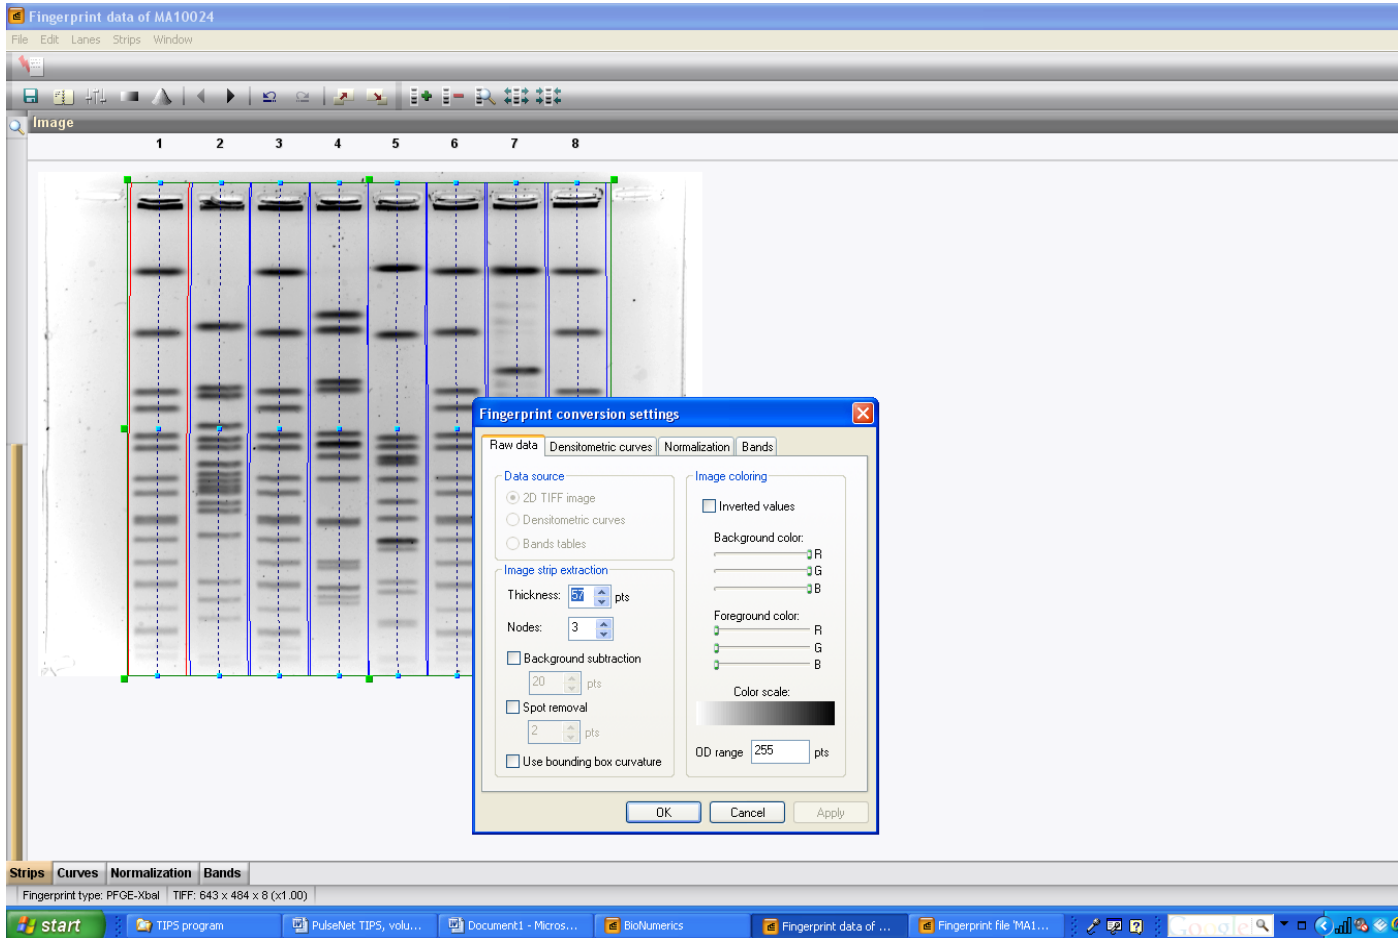 Fingerprint data of MA10024
File Edit Lanes Strips Window
Image
1 2 3 4 5 6 7 8
Fingerprint conversion settings
Raw data Densitometric curves Normalization Bands
Data source
2D TIFF image
Densitometric curves
Bands tables
Image strip extraction
Thickness: 57 pts
Nodes: 3
Background subtraction
20 pts
Spot removal
2 pts
Use bounding box curvature
Image coloring
Inverted values
Background color:
R
G
B
Foreground color:
R
G
B
Color scale:
OD range 255 pts
OK Cancel Apply
Strips Curves Normalization Bands
Fingerprint type: PFGE-XbaI TIFF: 643 x 484 x 8 (x1.00)
start TIPS program PulseNet TIPS, volu... Document1 - Micros... BioNumerics Fingerprint data of ... Fingerprint file 'MA1... Google